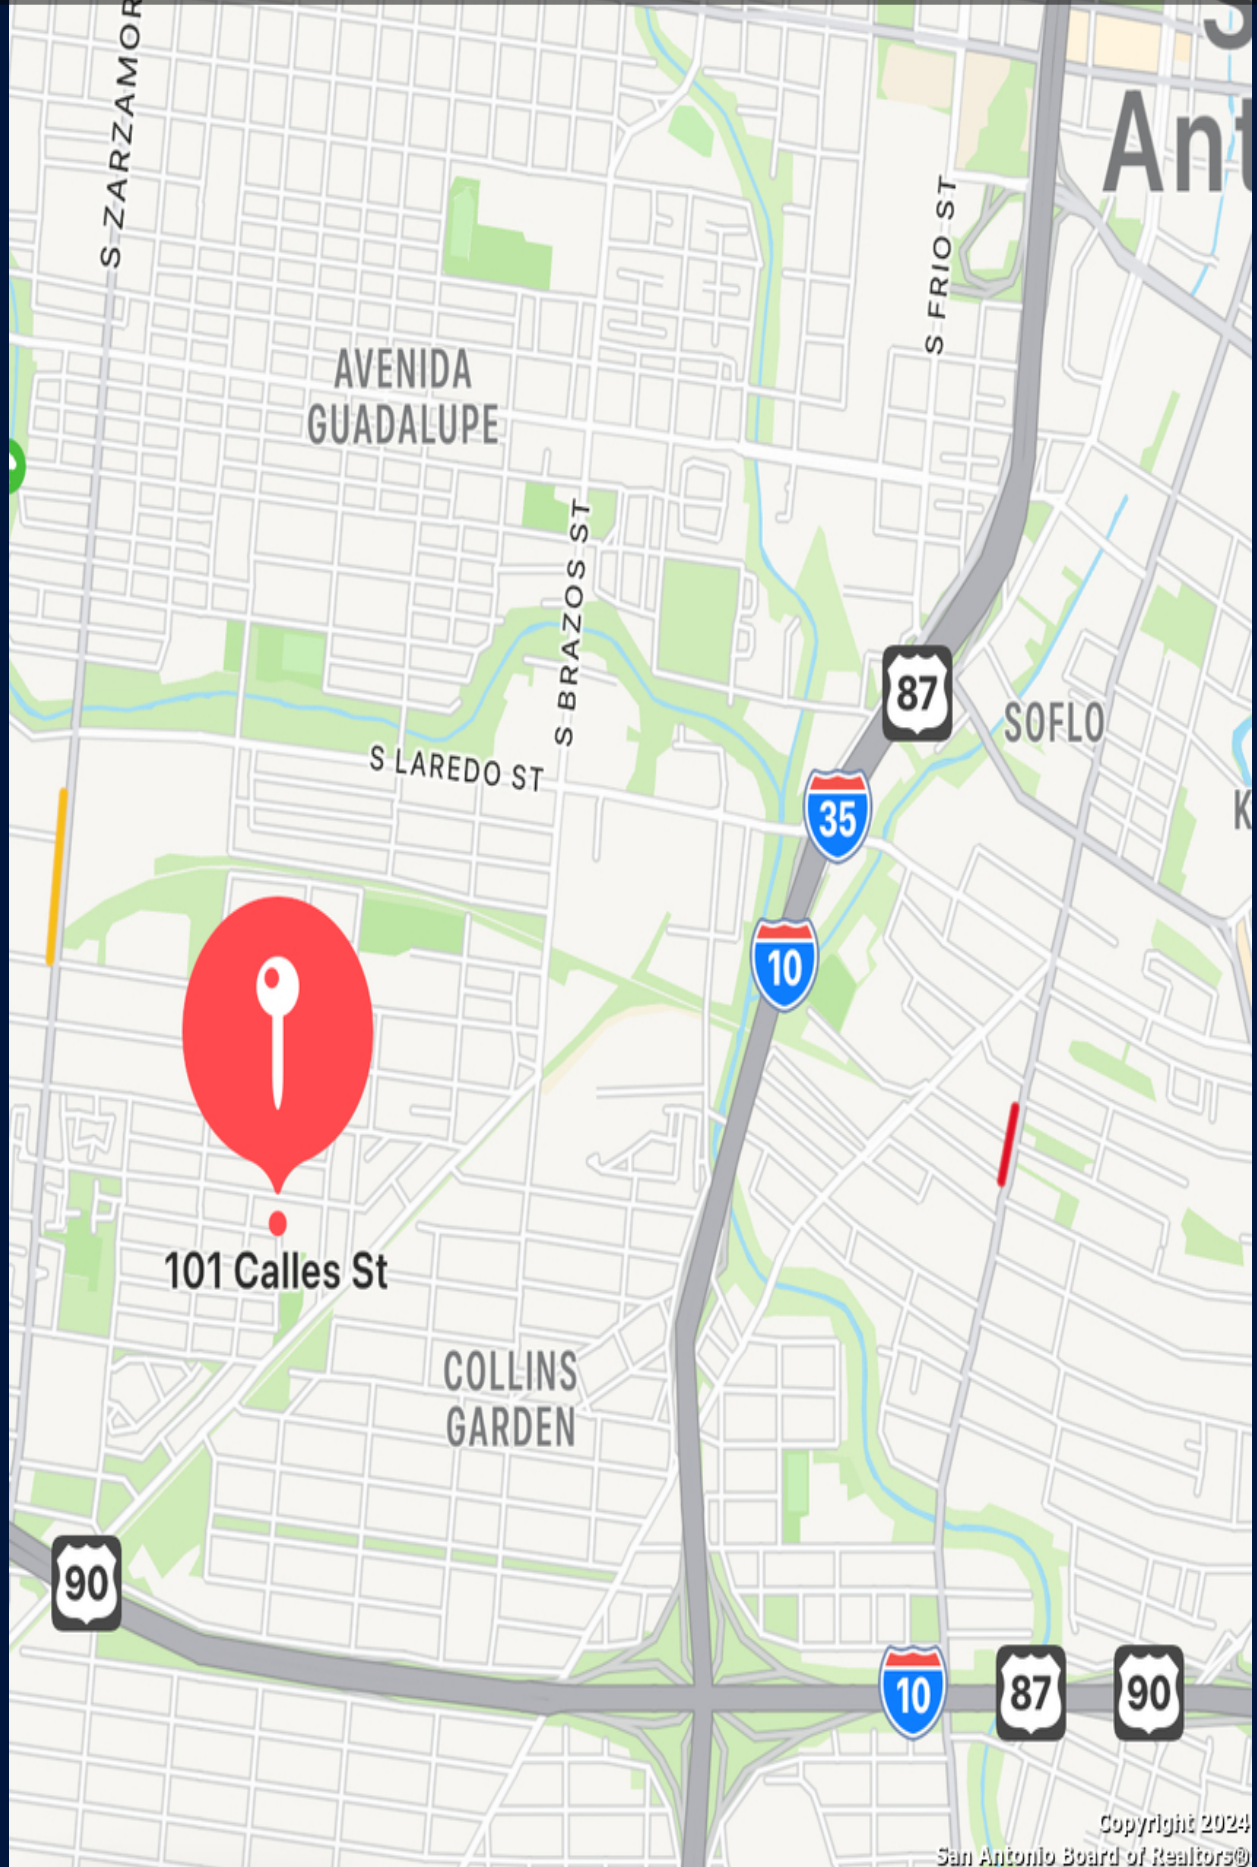 S ZARZAMOR
S
Ant
S FRIO ST
AVENIDA
GUADALUPE
S BRAZOS ST
87
SOFLO
S LAREDO ST
35
K
10
101 Calles St
COLLINS
GARDEN
90
10
87
90
Copyright 2024
San Antonio Board of Realtors®